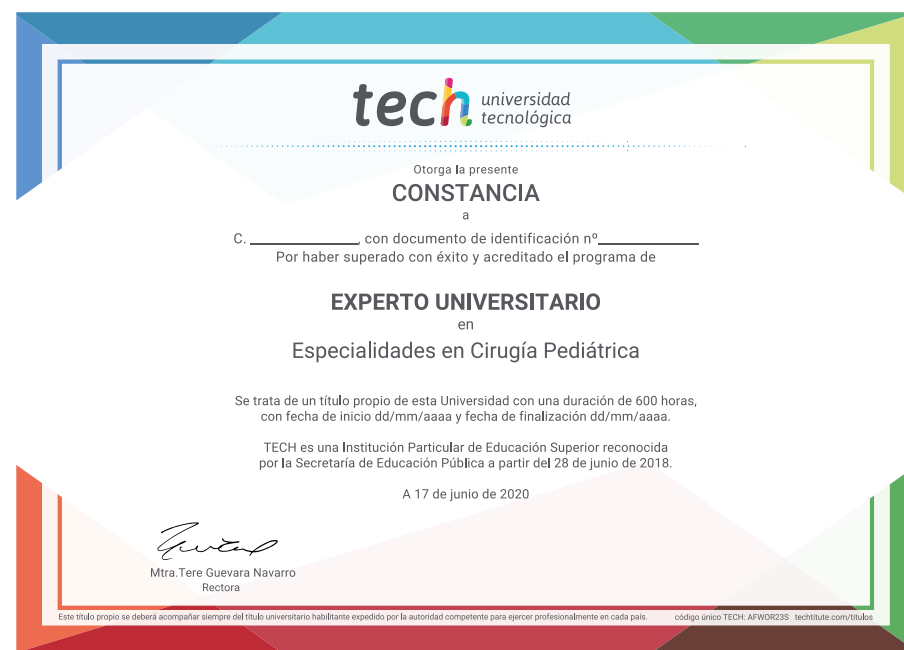 tech universidad
tecnológica
Otorga la presente
CONSTANCIA
a
C. ______________, con documento de identificación nº______________
Por haber superado con éxito y acreditado el programa de
EXPERTO UNIVERSITARIO
en
Especialidades en Cirugía Pediátrica
Se trata de un título propio de esta Universidad con una duración de 600 horas,
con fecha de inicio dd/mm/aaaa y fecha de finalización dd/mm/aaaa.
TECH es una Institución Particular de Educación Superior reconocida
por la Secretaría de Educación Pública a partir del 28 de junio de 2018.
A 17 de junio de 2020
Mtra.Tere Guevara Navarro
Rectora
Este título propio se deberá acompañar siempre del título universitario habilitante expedido por la autoridad competente para ejercer profesionalmente en cada país. código único TECH: AFWOR23S techtitute.com/titulos